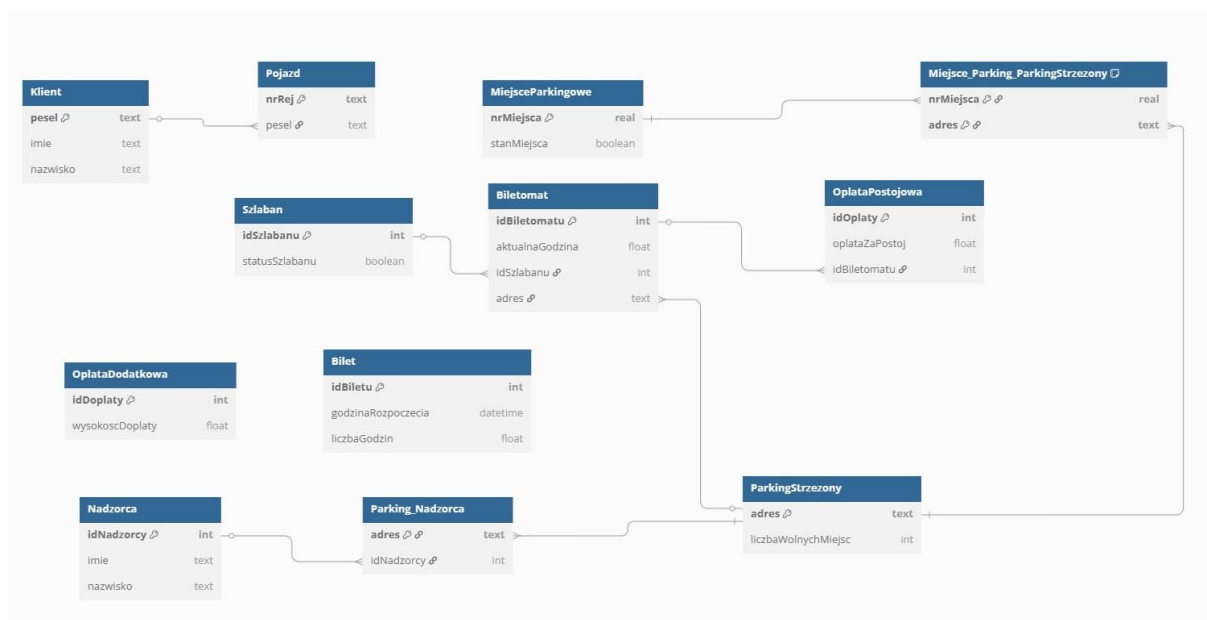 Klient
pesel text
imie text
nazwisko text
Pojazd
nrRej text
pesel text
MiejsceParkingowe
nrMiejsca real
stanMiejsca boolean
Miejsce_Parking_ParkingStrzezony
nrMiejsca real
adres text
Szlaban
idSzlabanu int
statusSzlabanu boolean
Biletomat
idBiletomatu int
aktualnaGodzina float
idSzlabanu int
adres text
OplataPostojowa
idOplaty int
oplataZaPostoj float
idBiletomatu int
OplataDodatkowa
idDoplaty int
wysokoscDoplaty float
Bilet
idBiletu int
godzinaRozpoczecia datetime
liczbaGodzin float
Nadzorca
idNadzorcy int
imie text
nazwisko text
Parking_Nadzorca
adres text
idNadzorcy int
ParkingStrzezony
adres text
liczbaWolnychMiejsc int